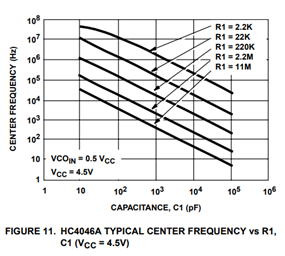 10⁸
10⁷
10⁶
10⁵
10⁴
10³
10²
10
1
CENTER FREQUENCY (Hz)
R1 = 2.2K
R1 = 22K
R1 = 220K
R1 = 2.2M
R1 = 11M
VCOIN = 0.5 VCC
VCC = 4.5V
1 10 10² 10³ 10⁴ 10⁵ 10⁶
CAPACITANCE, C1 (pF)
FIGURE 11. HC4046A TYPICAL CENTER FREQUENCY vs R1,
C1 (VCC = 4.5V)